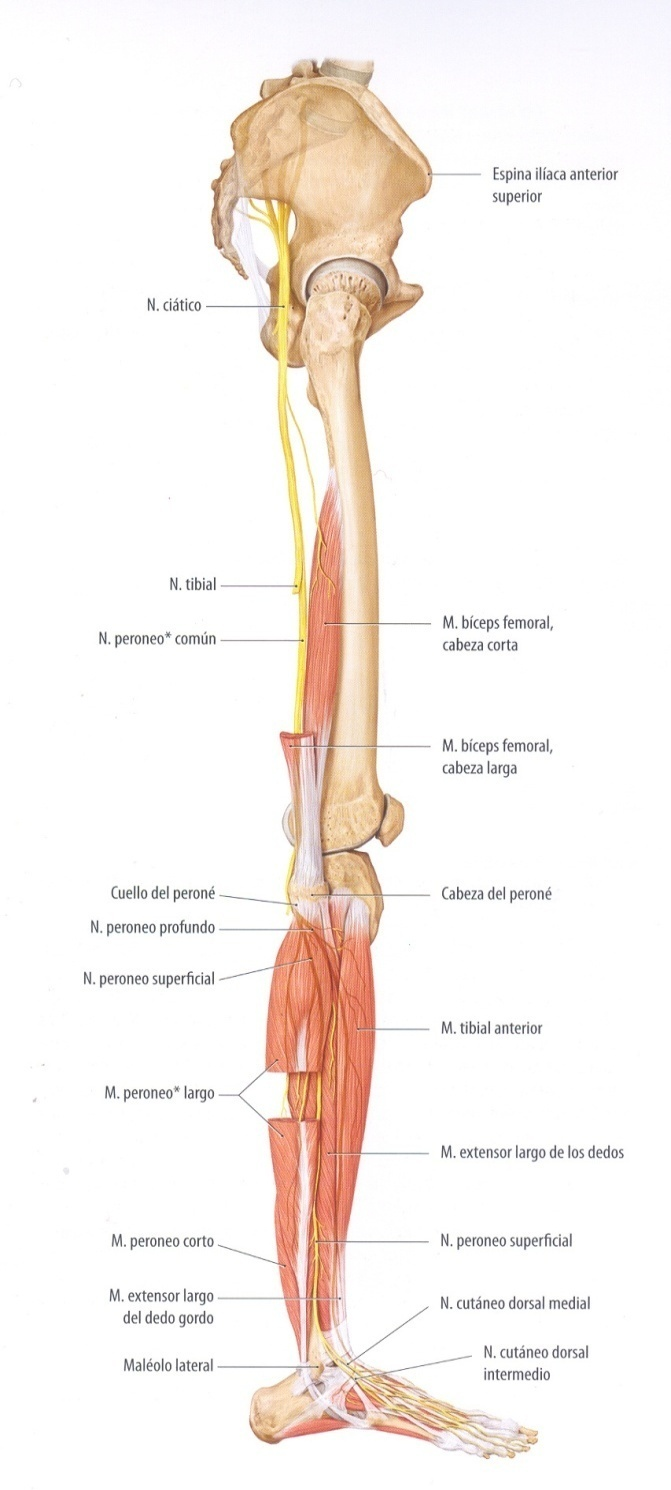 Espina ilíaca anterior
superior
N. ciático
N. tibial
N. peroneo* común
M. bíceps femoral,
cabeza corta
M. bíceps femoral,
cabeza larga
Cuello del peroné
Cabeza del peroné
N. peroneo profundo
N. peroneo superficial
M. tibial anterior
M. peroneo* largo
M. extensor largo de los dedos
M. peroneo corto
N. peroneo superficial
M. extensor largo
del dedo gordo
N. cutáneo dorsal medial
Maléolo lateral
N. cutáneo dorsal
intermedio